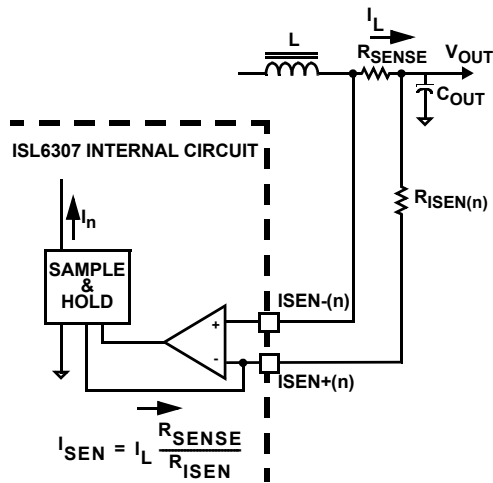 I_L
L
R_SENSE
V_OUT
C_OUT
ISL6307 INTERNAL CIRCUIT
R_ISEN(n)
I_n
SAMPLE
&
HOLD
+
ISEN-(n)
-
ISEN+(n)
I_SEN = I_L R_SENSE / R_ISEN